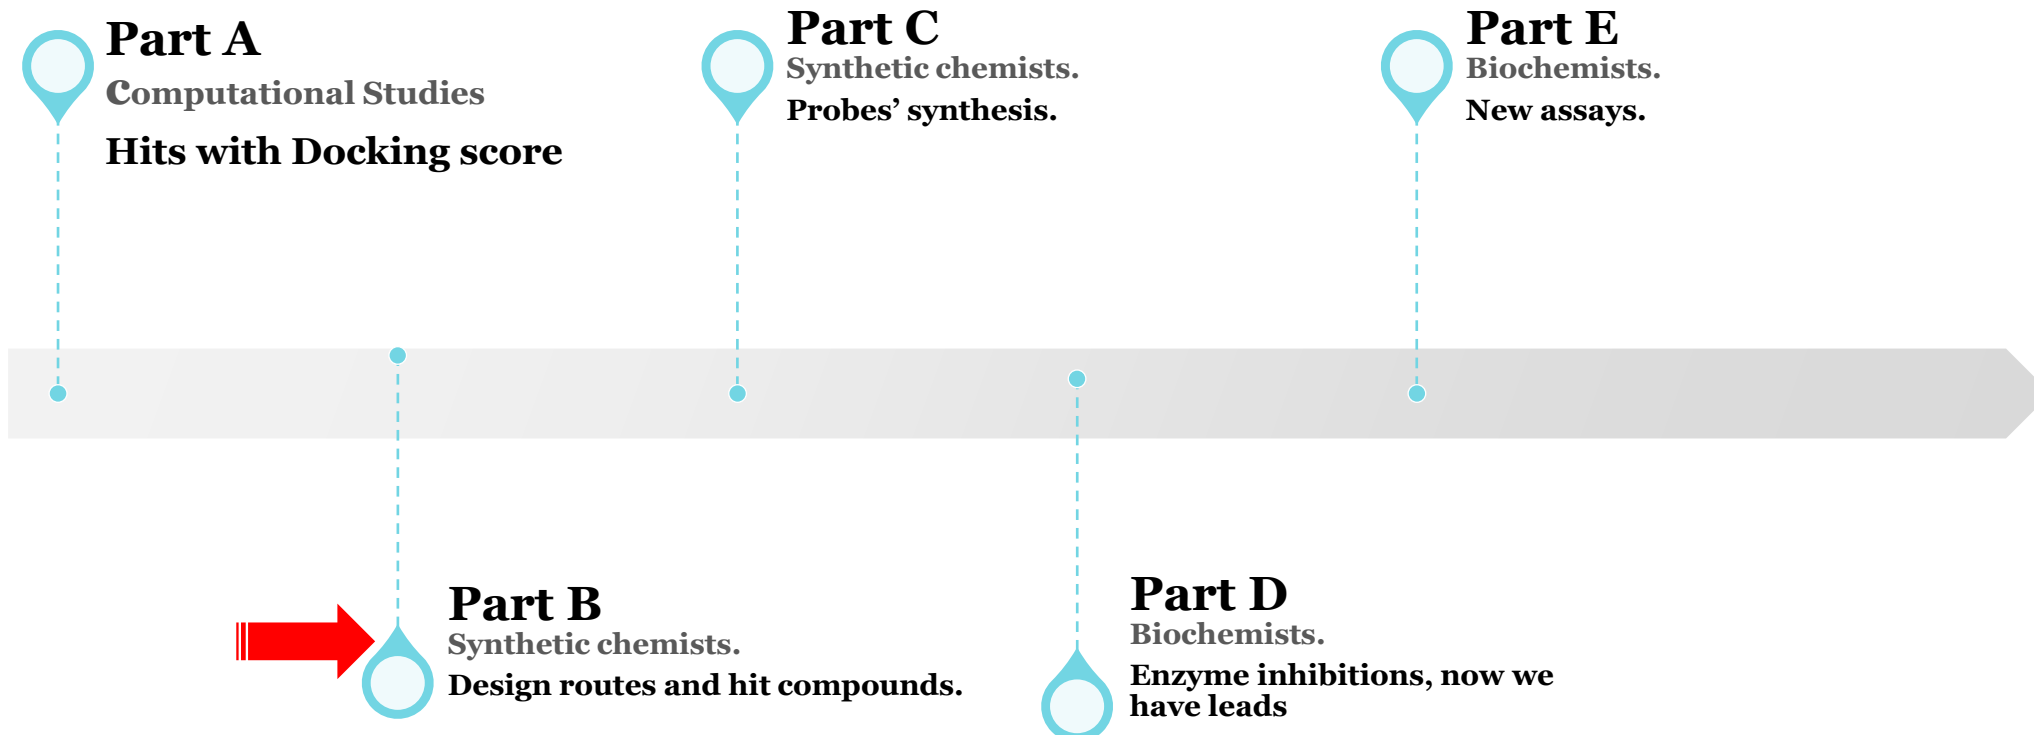 Part A
Computational Studies
Hits with Docking score
Part C
Synthetic chemists.
Probes’ synthesis.
Part E
Biochemists.
New assays.
Part B
Synthetic chemists.
Design routes and hit compounds.
Part D
Biochemists.
Enzyme inhibitions, now we
have leads